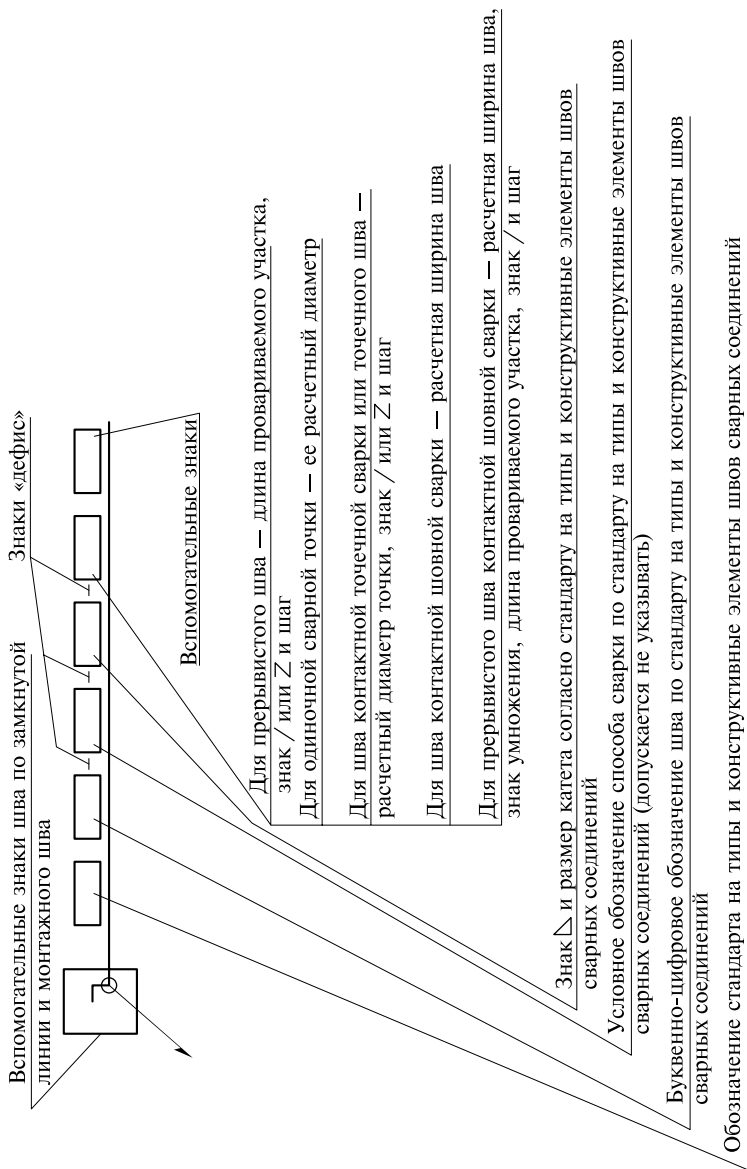 Вспомогательные знаки шва по замкнутой
линии и монтажного шва
Знаки «дефис»
Вспомогательные знаки
Для прерывистого шва — длина провариваемого участка,
знак / или Z и шаг
Для одиночной сварной точки — ее расчетный диаметр
Для шва контактной точечной сварки или точечного шва —
расчетный диаметр точки, знак / или Z и шаг
Для шва контактной шовной сварки — расчетная ширина шва
Для прерывистого шва контактной шовной сварки — расчетная ширина шва,
знак умножения, длина провариваемого участка, знак / и шаг
Знак ⊿ и размер катета согласно стандарту на типы и конструктивные элементы швов
сварных соединений
Условное обозначение способа сварки по стандарту на типы и конструктивные элементы швов
сварных соединений (допускается не указывать)
Буквенно-цифровое обозначение шва по стандарту на типы и конструктивные элементы швов
сварных соединений
Обозначение стандарта на типы и конструктивные элементы швов сварных соединений